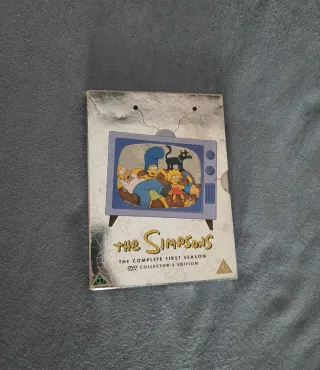 THE SIMPSONS
THE COMPLETE FIRST SEASON
DVD COLLECTOR'S EDITION